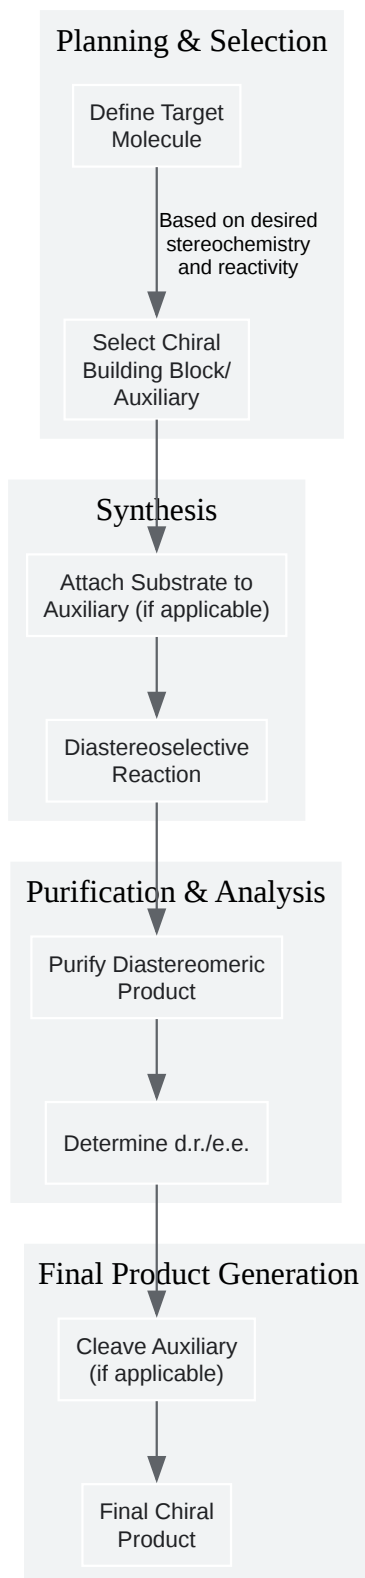 Planning & Selection
Define Target
Molecule
Based on desired
stereochemistry
and reactivity
Select Chiral
Building Block/
Auxiliary
Synthesis
Attach Substrate to
Auxiliary (if applicable)
Diastereoselective
Reaction
Purification & Analysis
Purify Diastereomeric
Product
Determine d.r./e.e.
Final Product Generation
Cleave Auxiliary
(if applicable)
Final Chiral
Product